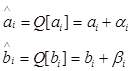 âᵢ = Q[aᵢ] = aᵢ + αᵢ
b̂ᵢ = Q[bᵢ] = bᵢ + βᵢ